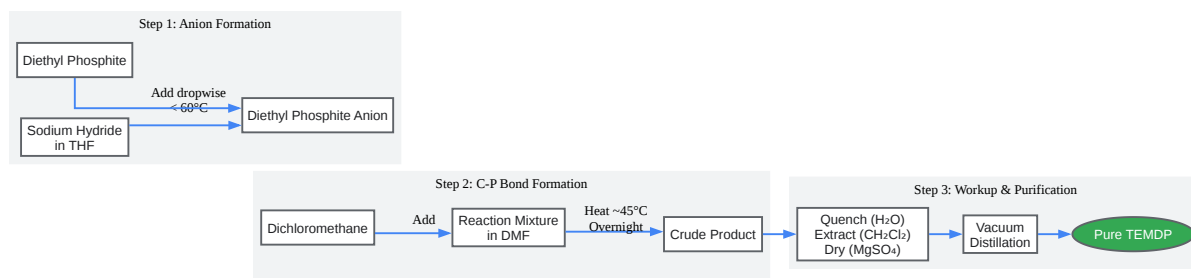 Step 1: Anion Formation
Diethyl Phosphite
Add dropwise
< 60°C
Diethyl Phosphite Anion
Sodium Hydride
in THF
Step 2: C-P Bond Formation
Dichloromethane
Add
Reaction Mixture
in DMF
Heat ~45°C
Overnight
Crude Product
Step 3: Workup & Purification
Quench (H₂O)
Extract (CH₂Cl₂)
Dry (MgSO₄)
Vacuum
Distillation
Pure TEMDP